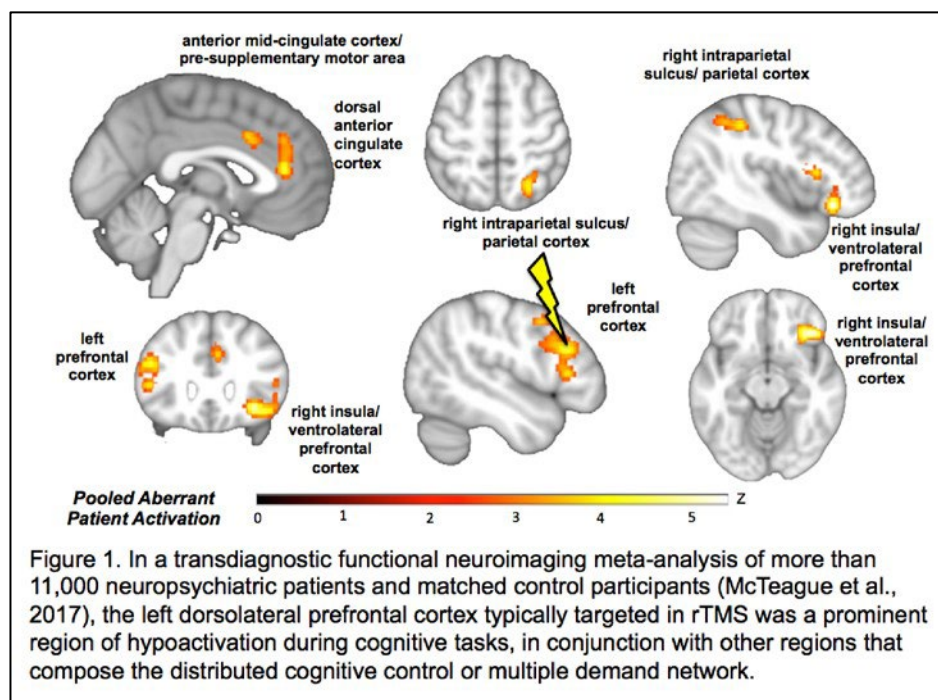 anterior mid-cingulate cortex/
pre-supplementary motor area
dorsal
anterior
cingulate
cortex
right intraparietal
sulcus/ parietal cortex
right intraparietal sulcus/
parietal cortex
right insula/
ventrolateral
prefrontal
cortex
left
prefrontal
cortex
right insula/
ventrolateral
prefrontal
cortex
left
prefrontal
cortex
right insula/
ventrolateral
prefrontal
cortex
Pooled Aberrant
Patient Activation
0 1 2 3 4 5 Z
Figure 1. In a transdiagnostic functional neuroimaging meta-analysis of more than
11,000 neuropsychiatric patients and matched control participants (McTeague et al.,
2017), the left dorsolateral prefrontal cortex typically targeted in rTMS was a prominent
region of hypoactivation during cognitive tasks, in conjunction with other regions that
compose the distributed cognitive control or multiple demand network.